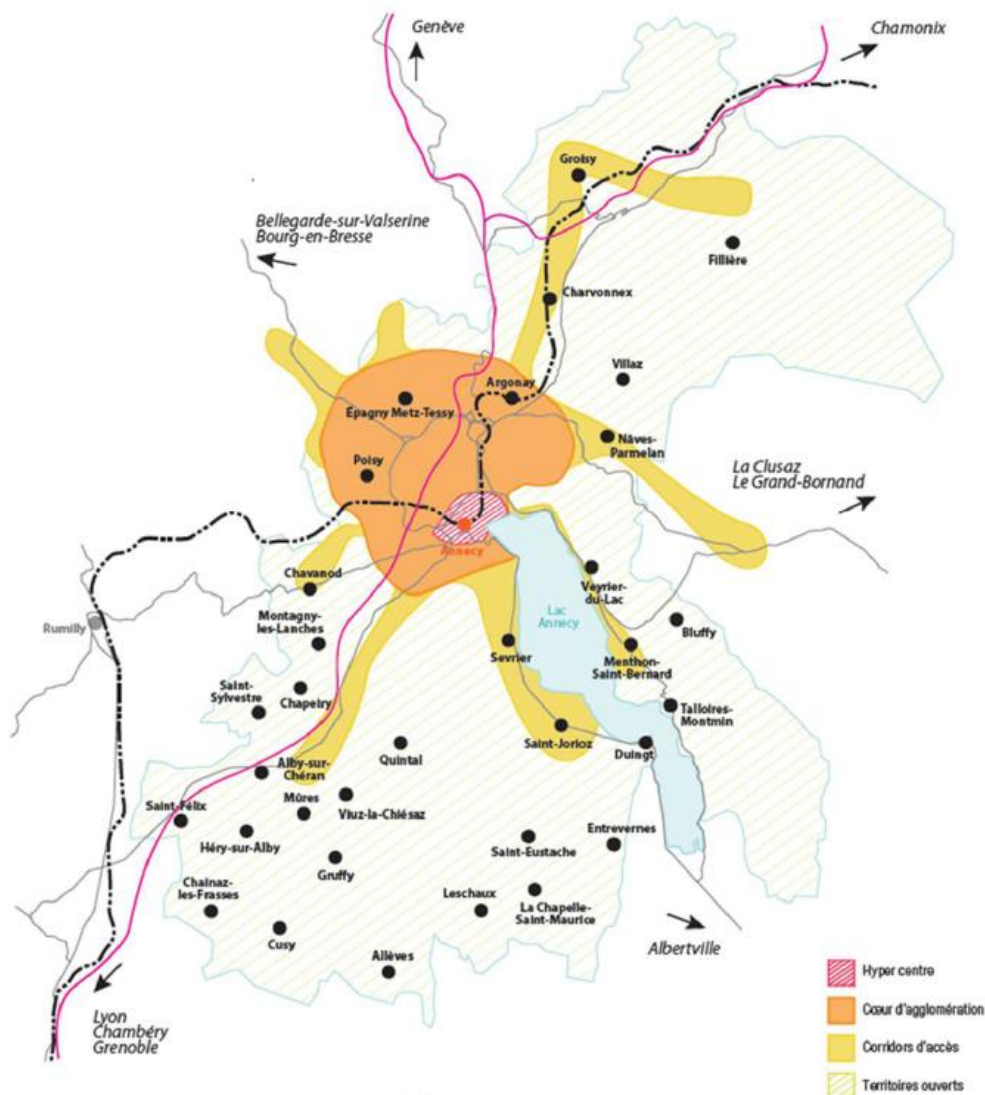 Genève
Chamonix
Groisy
Bellegarde-sur-Valserine
Bourg-en-Bresse
Fillière
Charvonnex
Villaz
Argonay
Épagny Metz-Tessy
Nâves-
Parmelan
Poisy
La Clusaz
Le Grand-Bornand
Annecy
Chavanod
Veyrier-
du-Lac
Lac
Annecy
Montagny-
les-Lanches
Rumilly
Bluffy
Sevrier
Menthon-
Saint-Bernard
Saint-
Sylvestre
Chapeiry
Talloires-
Montmin
Saint-Jorioz
Duingt
Quintal
Alby-sur-
Chéran
Saint-Félix
Mûres
Viuz-la-Chiésaz
Héry-sur-Alby
Entrevernes
Saint-Eustache
Gruffy
Chainaz-
les-Frasses
Leschaux
La Chapelle-
Saint-Maurice
Cusy
Albertville
Allèves
Lyon
Chambéry
Grenoble
Hyper centre
Cœur d'agglomération
Corridors d'accès
Territoires ouverts